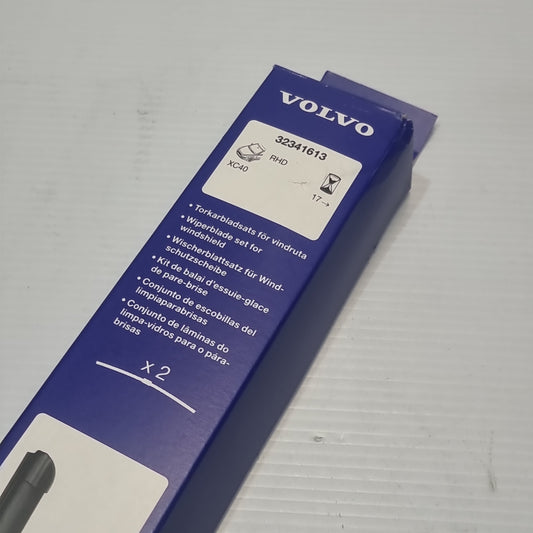 VOLVO
32341613
RHD
XC40
17→
• Torkarbladsats för vindruta
• Wiperblade set for
windshield
• Wischerblattsatz für Wind-
schutzscheibe
• Kit de balai d'essuie-glace
de pare-brise
• Conjunto de escobillas del
limpiaparabrisas
• Conjunto de lâminas do
limpa-vidros para o pára-
brisas
x 2